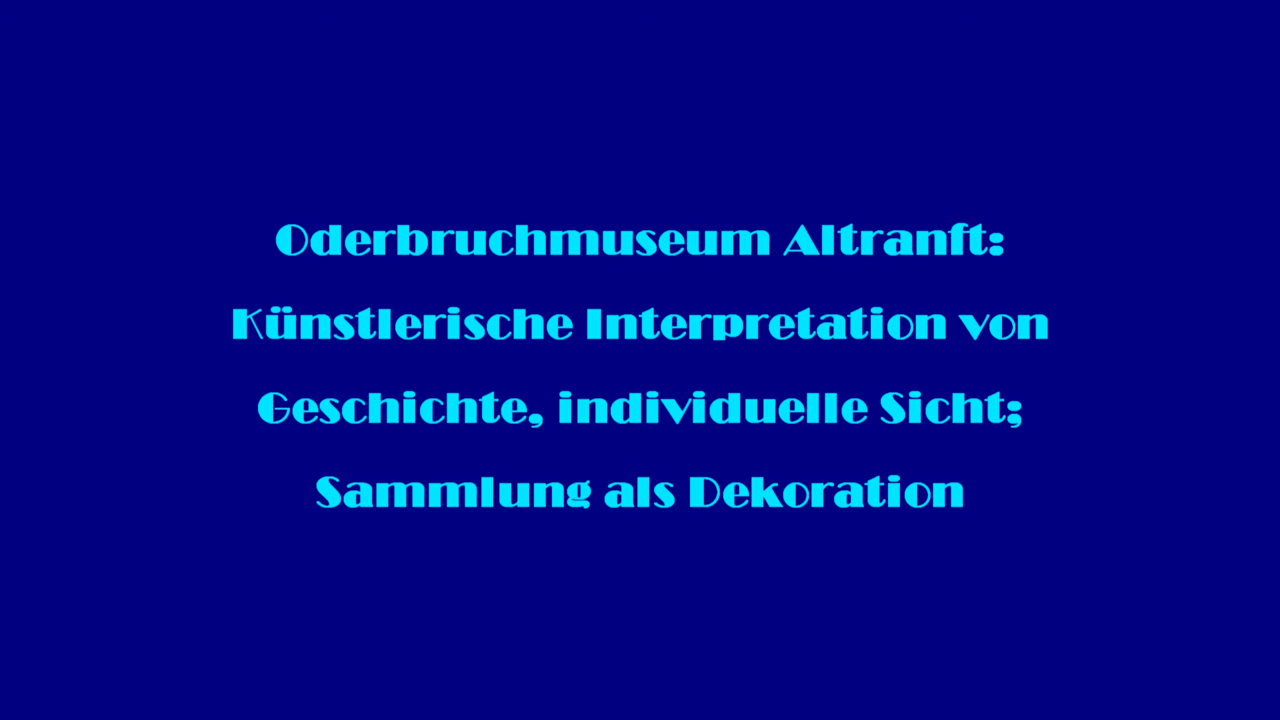 Oderbruchmuseum Altranft:
Künstlerische Interpretation von
Geschichte, individuelle Sicht;
Sammlung als Dekoration